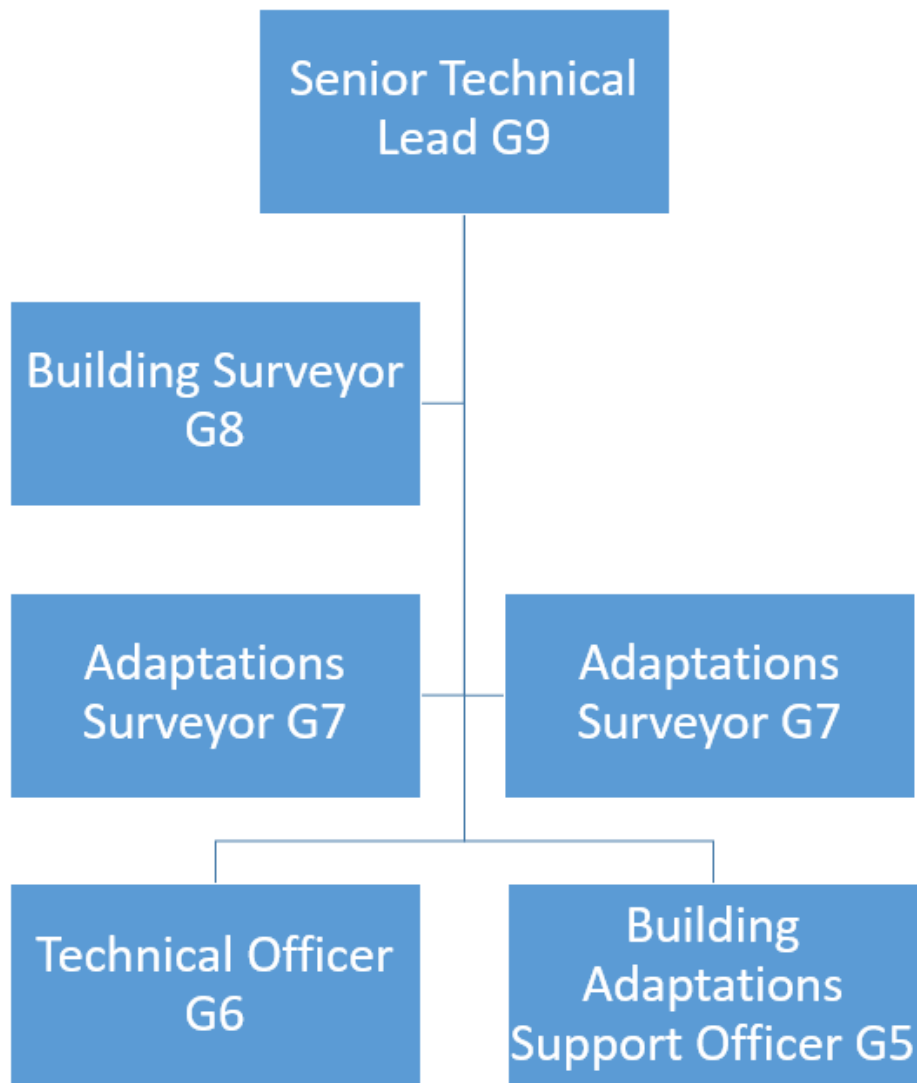 Senior Technical
Lead G9
Building Surveyor
G8
Adaptations
Surveyor G7
Adaptations
Surveyor G7
Technical Officer
G6
Building
Adaptations
Support Officer G5